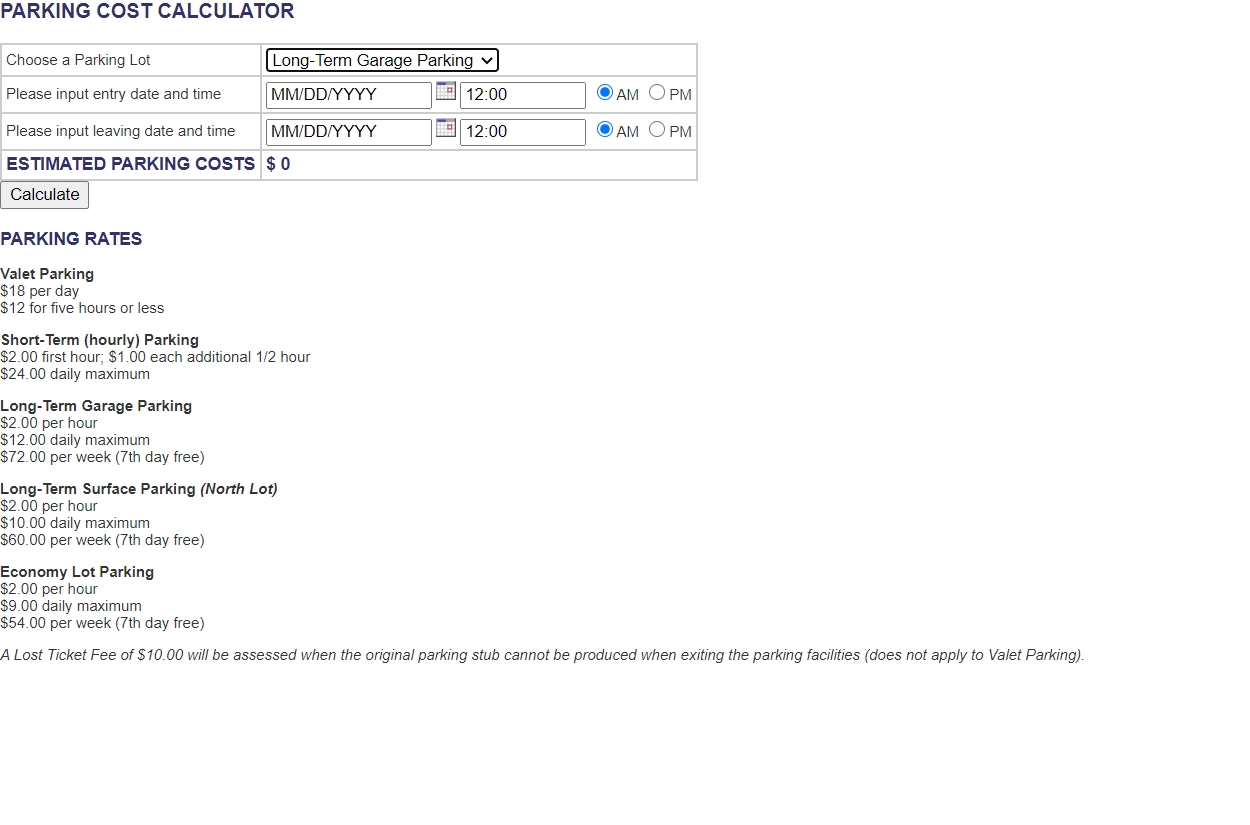 PARKING COST CALCULATOR
Choose a Parking Lot Long-Term Garage Parking
Please input entry date and time MM/DD/YYYY 12:00 AM PM
Please input leaving date and time MM/DD/YYYY 12:00 AM PM
ESTIMATED PARKING COSTS $ 0
Calculate
PARKING RATES
Valet Parking
$18 per day
$12 for five hours or less
Short-Term (hourly) Parking
$2.00 first hour; $1.00 each additional 1/2 hour
$24.00 daily maximum
Long-Term Garage Parking
$2.00 per hour
$12.00 daily maximum
$72.00 per week (7th day free)
Long-Term Surface Parking (North Lot)
$2.00 per hour
$10.00 daily maximum
$60.00 per week (7th day free)
Economy Lot Parking
$2.00 per hour
$9.00 daily maximum
$54.00 per week (7th day free)
A Lost Ticket Fee of $10.00 will be assessed when the original parking stub cannot be produced when exiting the parking facilities (does not apply to Valet Parking).